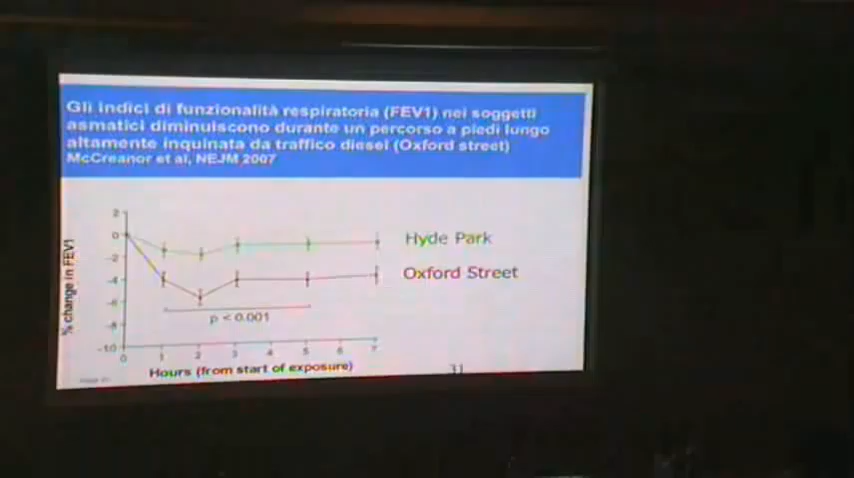 Gli indici di funzionalità respiratoria (FEV1) nei soggetti
asmatici diminuiscono durante un percorso a piedi lungo
altamente inquinata da traffico diesel (Oxford street)
McCreanor et al, NEJM 2007
2
0
-2
-4
-6
-8
-10
% change in FEV1
Hyde Park
Oxford Street
p < 0.001
0 1 2 3 4 5 6 7
Hours (from start of exposure)
31